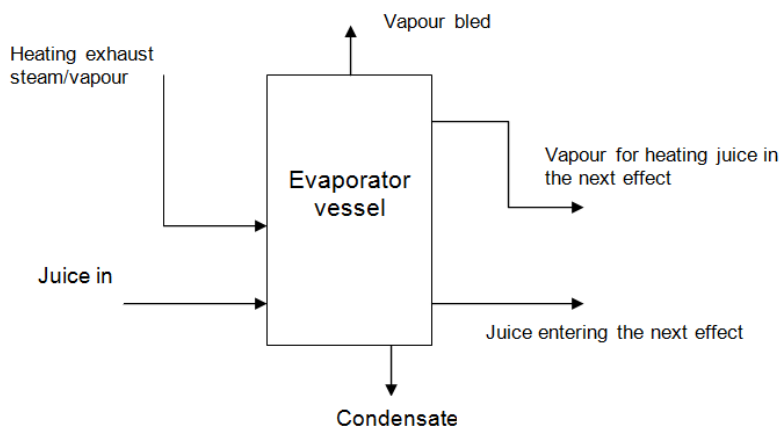 Vapour bled
Heating exhaust
steam/vapour
Evaporator
vessel
Vapour for heating juice in
the next effect
Juice in
Juice entering the next effect
Condensate